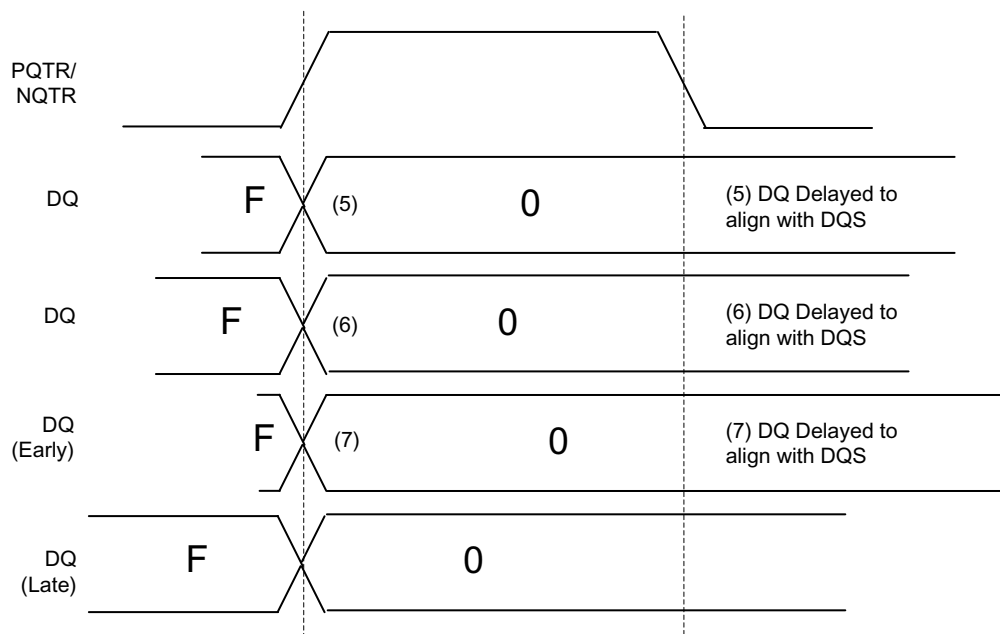 PQTR/
NQTR
DQ
F
(5)
0
(5) DQ Delayed to
align with DQS
DQ
F
(6)
0
(6) DQ Delayed to
align with DQS
DQ
(Early)
F
(7)
0
(7) DQ Delayed to
align with DQS
DQ
(Late)
F
0